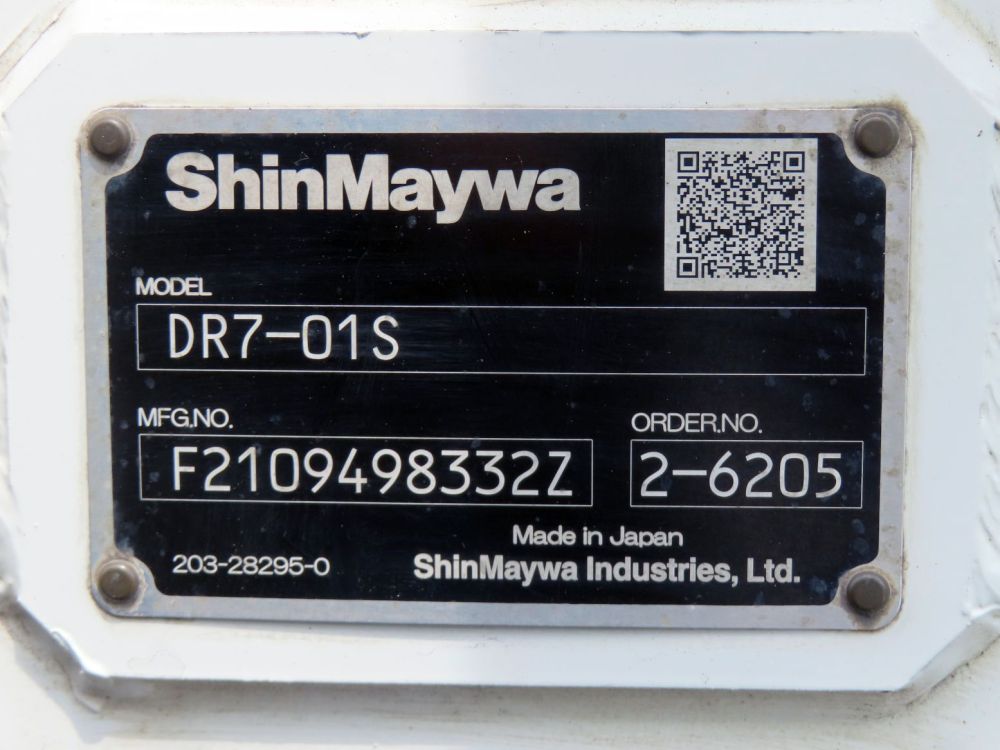 ShinMaywa
MODEL
DR7-01S
MFG.NO.
ORDER.NO.
F2109498332Z
2-6205
Made in Japan
203-28295-0
ShinMaywa Industries, Ltd.